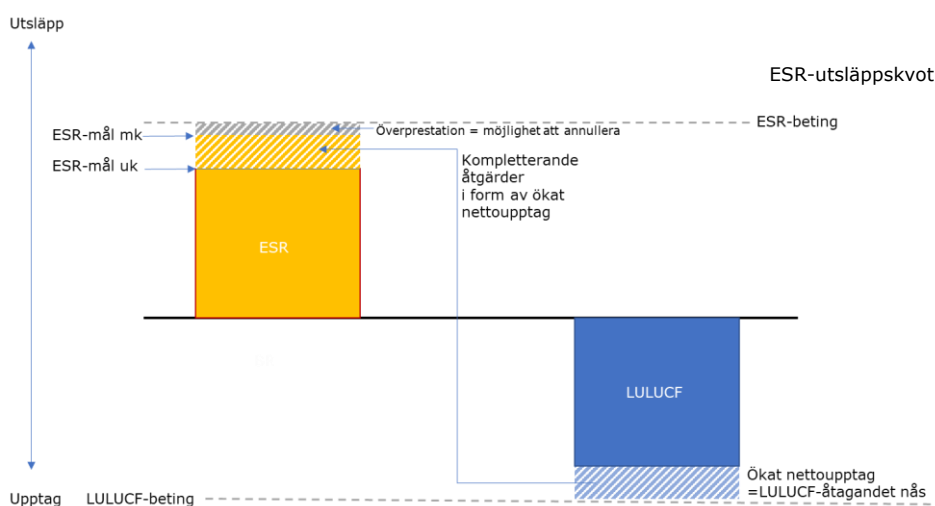 Utsläpp
ESR-utsläppskvot
ESR-beting
Överprestation = möjlighet att annullera
ESR-mål mk
ESR-mål uk
Kompletterande
åtgärder
i form av ökat
nettoupptag
ESR
LULUCF
Ökat nettoupptag
=LULUCF-åtagandet nås
Upptag
LULUCF-beting